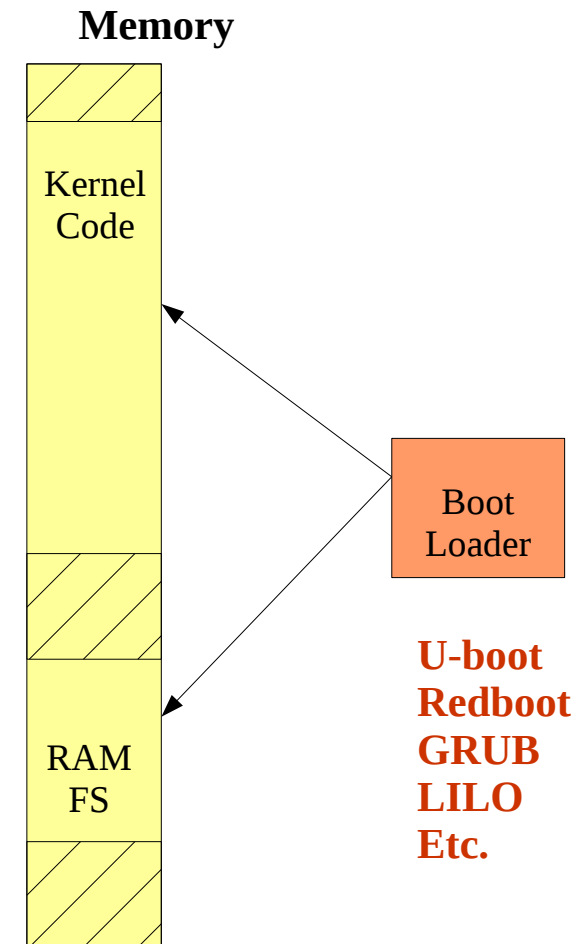 Memory
Kernel
Code
Boot
Loader
U-boot
Redboot
GRUB
LILO
Etc.
RAM
FS